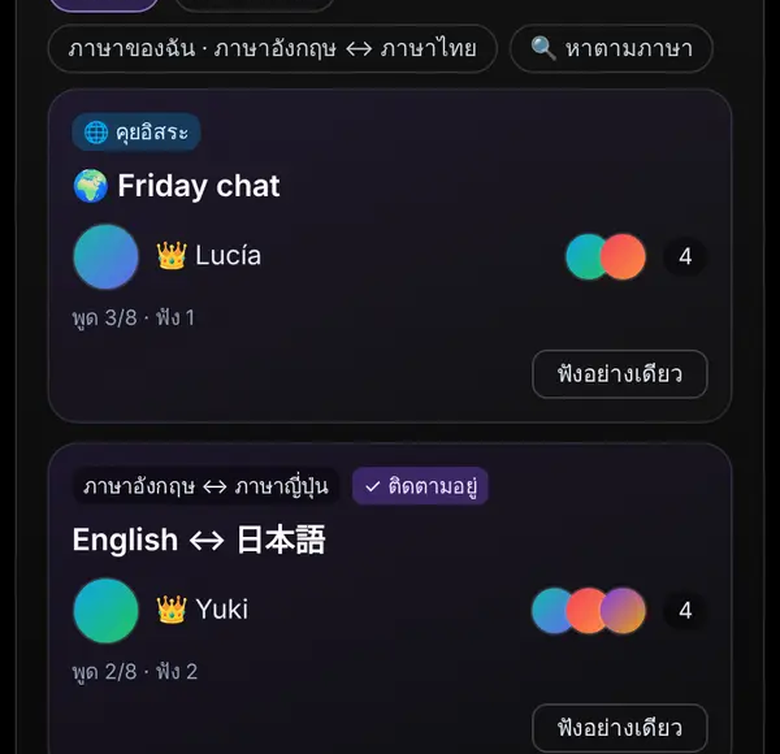 ภาษาของฉัน · ภาษาอังกฤษ ↔ ภาษาไทย
หาตามภาษา
คุยอิสระ
Friday chat
Lucía
4
พูด 3/8 · ฟัง 1
ฟังอย่างเดียว
ภาษาอังกฤษ ↔ ภาษาญี่ปุ่น
✓ ติดตามอยู่
English ↔ 日本語
Yuki
4
พูด 2/8 · ฟัง 2
ฟังอย่างเดียว